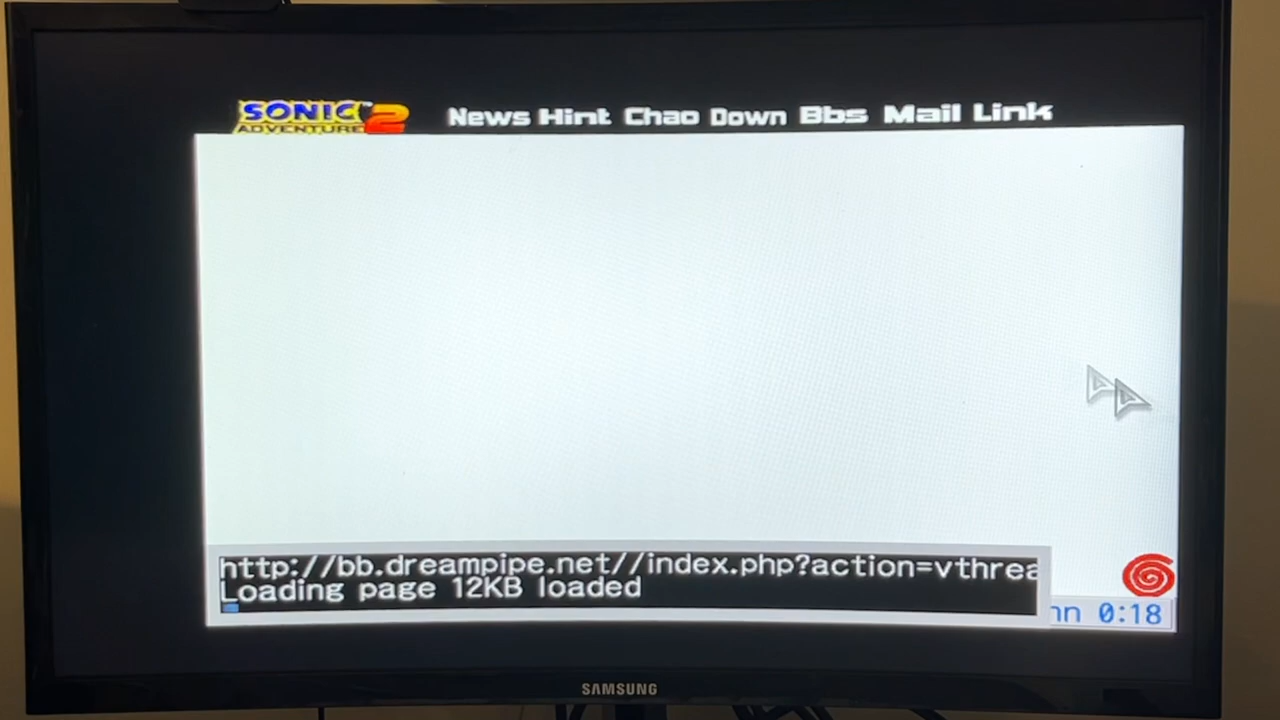 SONIC ADVENTURE 2
News Hint Chao Down Bbs Mail Link
http://bb.dreampipe.net//index.php?action=vthrea
Loading page 12KB loaded
0:18
SAMSUNG